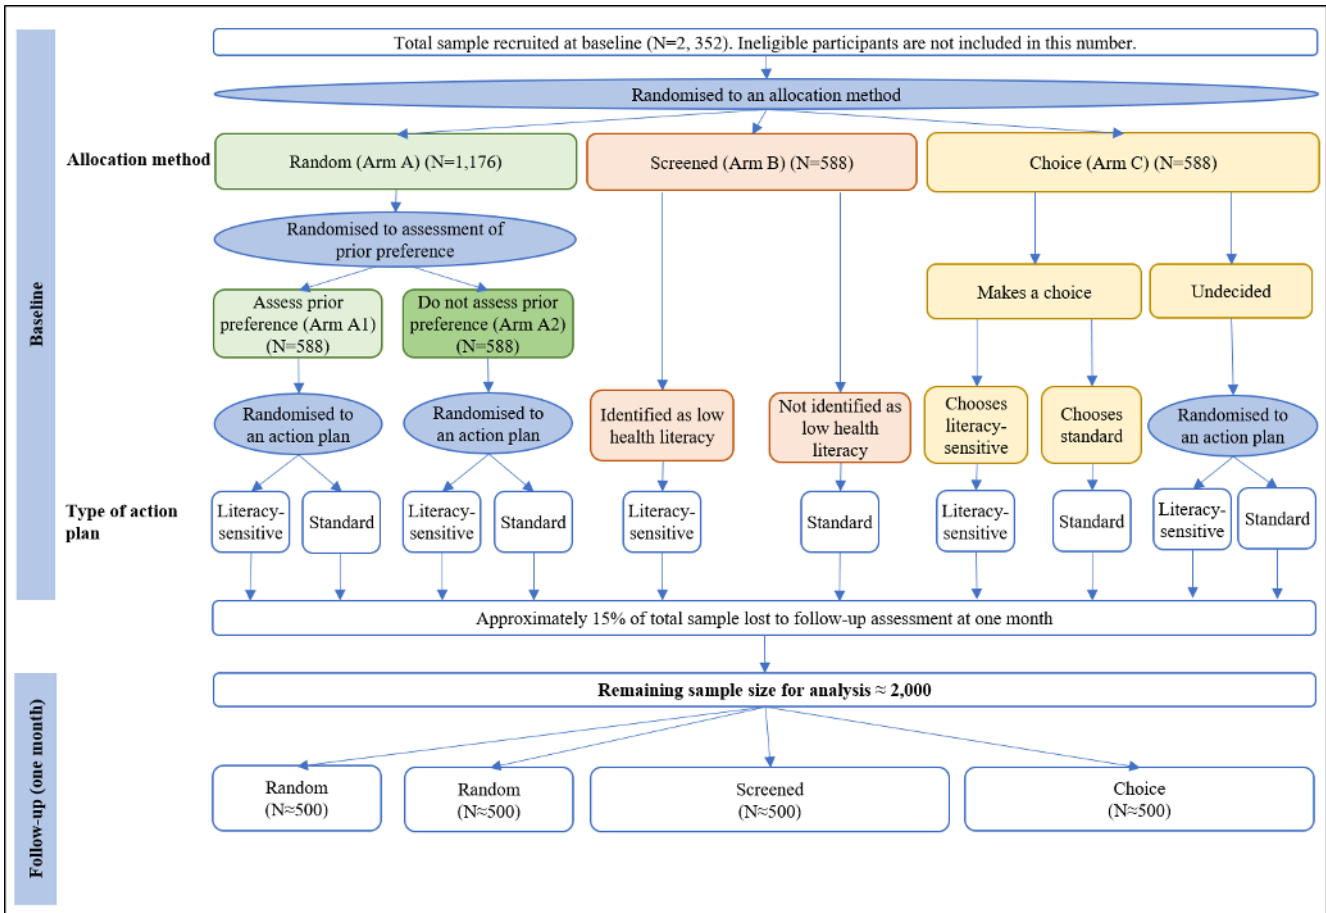 Total sample recruited at baseline (N=2, 352). Ineligible participants are not included in this number.
Randomised to an allocation method
Allocation method
Random (Arm A) (N=1,176)
Screened (Arm B) (N=588)
Choice (Arm C) (N=588)
Randomised to assessment of
prior preference
Baseline
Assess prior
preference (Arm A1)
(N=588)
Do not assess prior
preference (Arm A2)
(N=588)
Makes a choice
Undecided
Randomised to
an action plan
Randomised to
an action plan
Identified as low
health literacy
Not identified as
low health
literacy
Chooses
literacy-
sensitive
Chooses
standard
Randomised to
an action plan
Type of action
plan
Literacy-
sensitive
Standard
Literacy-
sensitive
Standard
Literacy-
sensitive
Standard
Literacy-
sensitive
Standard
Literacy-
sensitive
Standard
Approximately 15% of total sample lost to follow-up assessment at one month
Follow-up (one month)
Remaining sample size for analysis ≈ 2,000
Random
(N≈500)
Random
(N≈500)
Screened
(N≈500)
Choice
(N≈500)